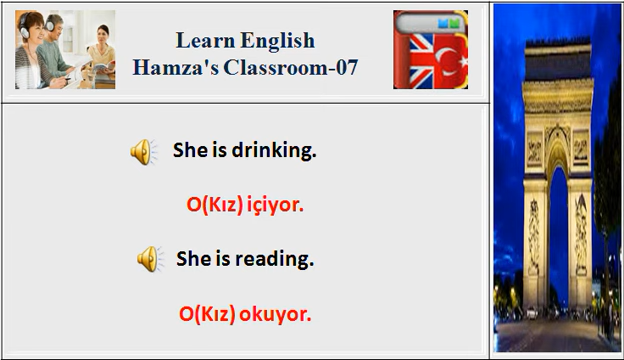 Learn English
Hamza's Classroom-07
She is drinking.
O(Kız) içiyor.
She is reading.
O(Kız) okuyor.